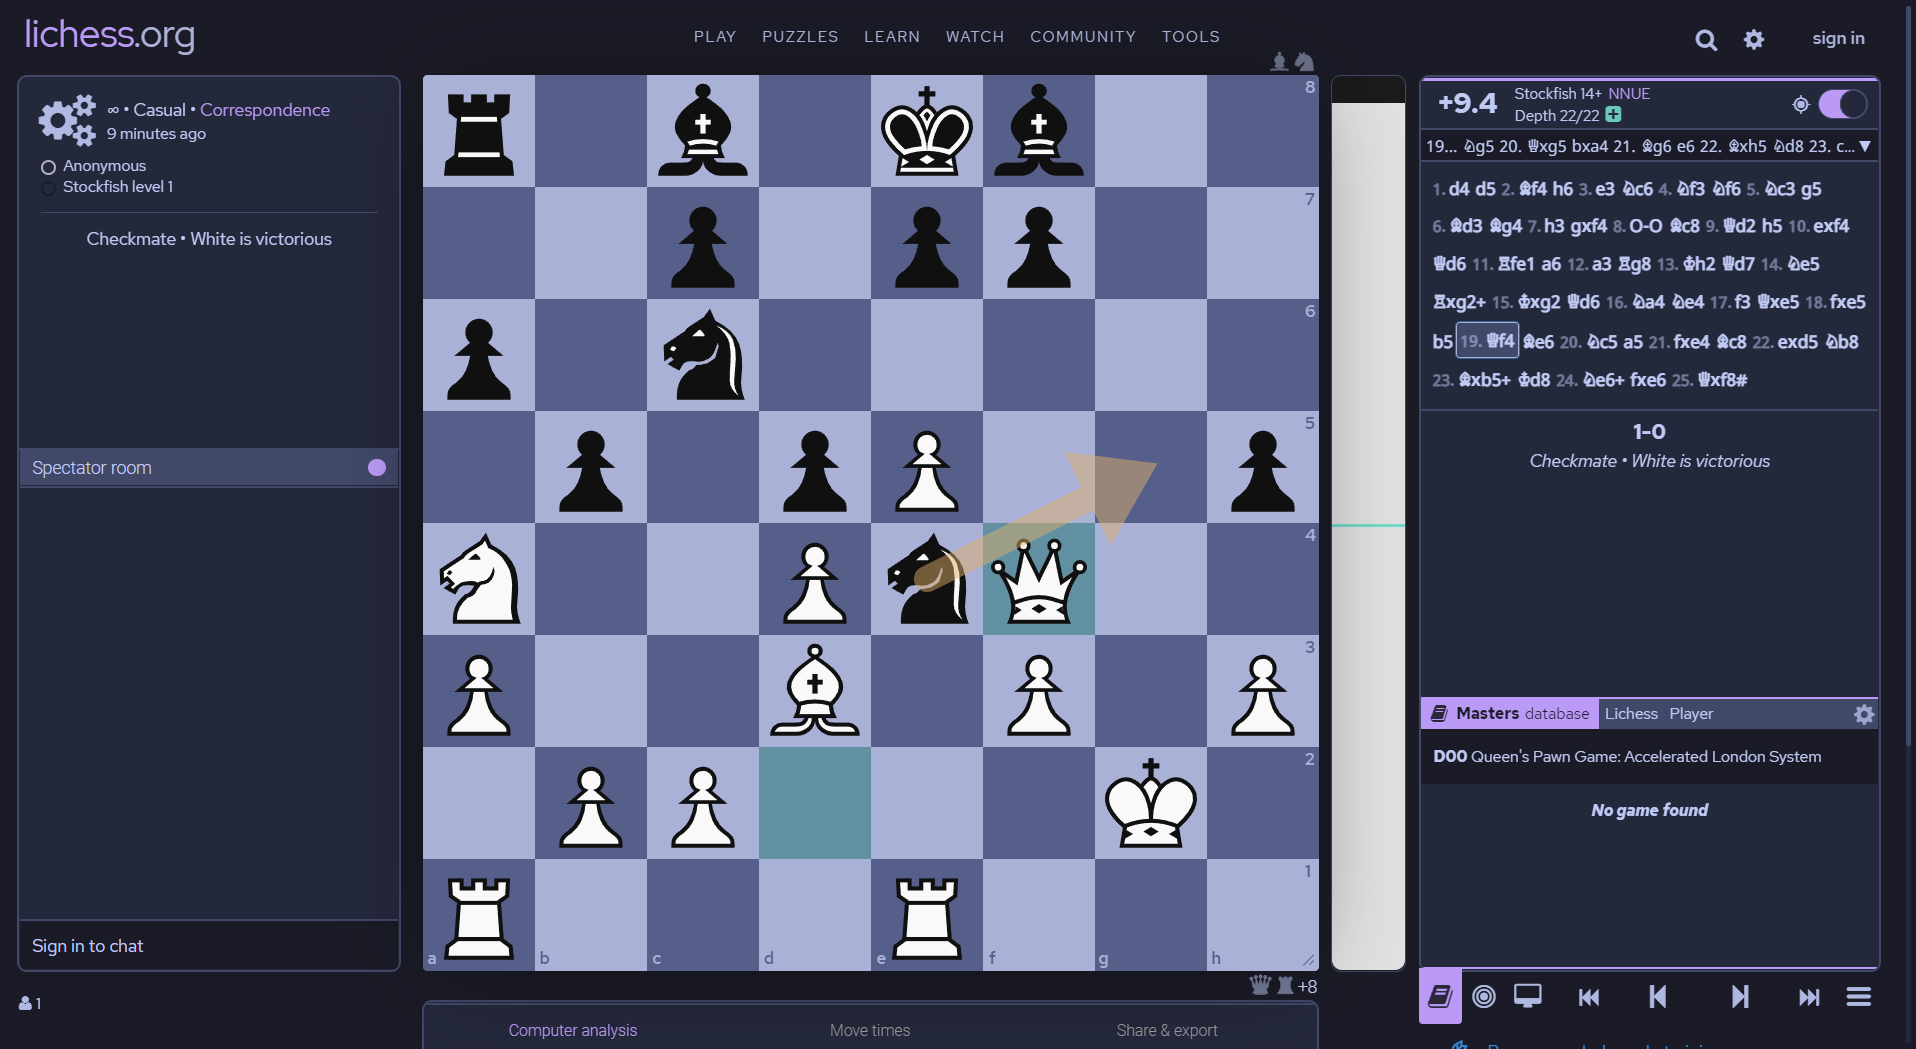 lichess.org
PLAY PUZZLES LEARN WATCH COMMUNITY TOOLS
sign in
∞ • Casual • Correspondence
9 minutes ago
Anonymous
Stockfish level 1
Checkmate • White is victorious
Spectator room
Sign in to chat
1
8
7
6
5
4
3
2
1
a b c d e f g h
+8
Computer analysis Move times Share & export
+9.4 Stockfish 14+ NNUE
Depth 22/22
19... ♘g5 20. ♕xg5 bxa4 21. ♗g6 e6 22. ♗xh5 ♘d8 23. c...
1. d4 d5 2. ♗f4 h6 3. e3 ♘c6 4. ♘f3 ♘f6 5. ♘c3 g5
6. ♗d3 ♗g4 7. h3 gxf4 8. O-O ♗c8 9. ♕d2 h5 10. exf4
♕d6 11. ♖fe1 a6 12. a3 ♖g8 13. ♔h2 ♕d7 14. ♘e5
♖xg2+ 15. ♔xg2 ♕d6 16. ♘a4 ♘e4 17. f3 ♕xe5 18. fxe5
b5 19. ♕f4 ♗e6 20. ♘c5 a5 21. fxe4 ♗c8 22. exd5 ♘b8
23. ♗xb5+ ♔d8 24. ♘e6+ fxe6 25. ♕xf8#
1-0
Checkmate • White is victorious
Masters database Lichess Player
D00 Queen's Pawn Game: Accelerated London System
No game found